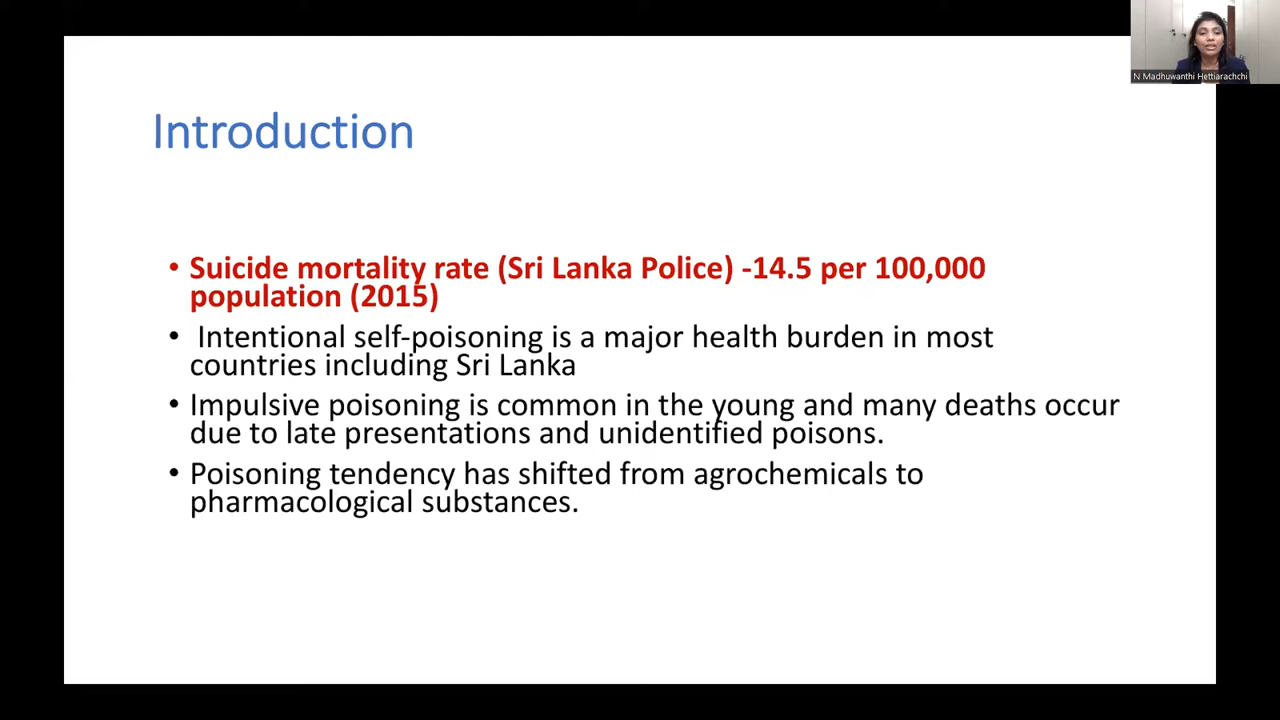 N Madhuwanthi Hettiarachchi
Introduction
• Suicide mortality rate (Sri Lanka Police) -14.5 per 100,000
population (2015)
• Intentional self-poisoning is a major health burden in most
countries including Sri Lanka
• Impulsive poisoning is common in the young and many deaths occur
due to late presentations and unidentified poisons.
• Poisoning tendency has shifted from agrochemicals to
pharmacological substances.